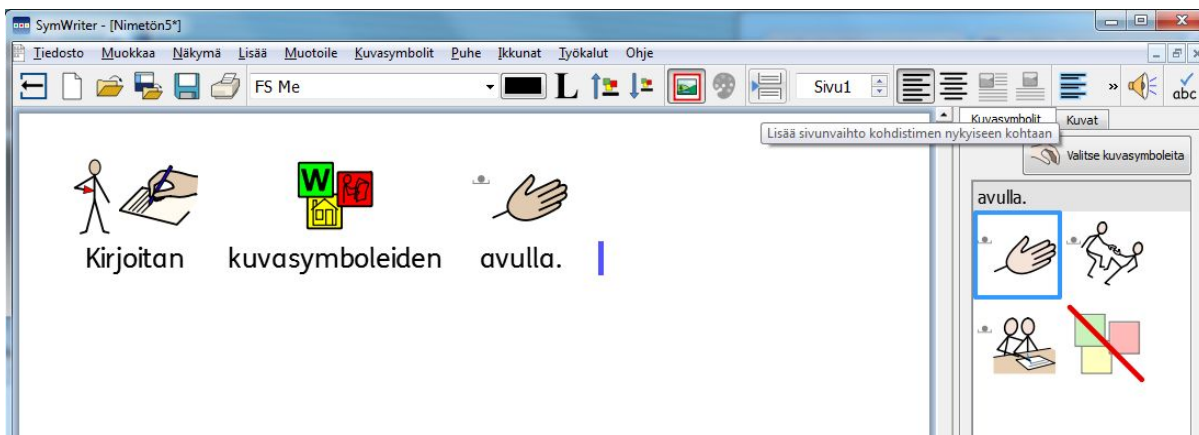 SymWriter - [Nimetön5*]
Tiedosto Muokkaa Näkymä Lisää Muotoile Kuvasymbolit Puhe Ikkunat Työkalut Ohje
FS Me L Sivu1 » abc
Kuvasymbolit Kuvat
Lisää sivunvaihto kohdistimen nykyiseen kohtaan
Valitse kuvasymboleita
avulla.
W
Kirjoitan kuvasymboleiden avulla.